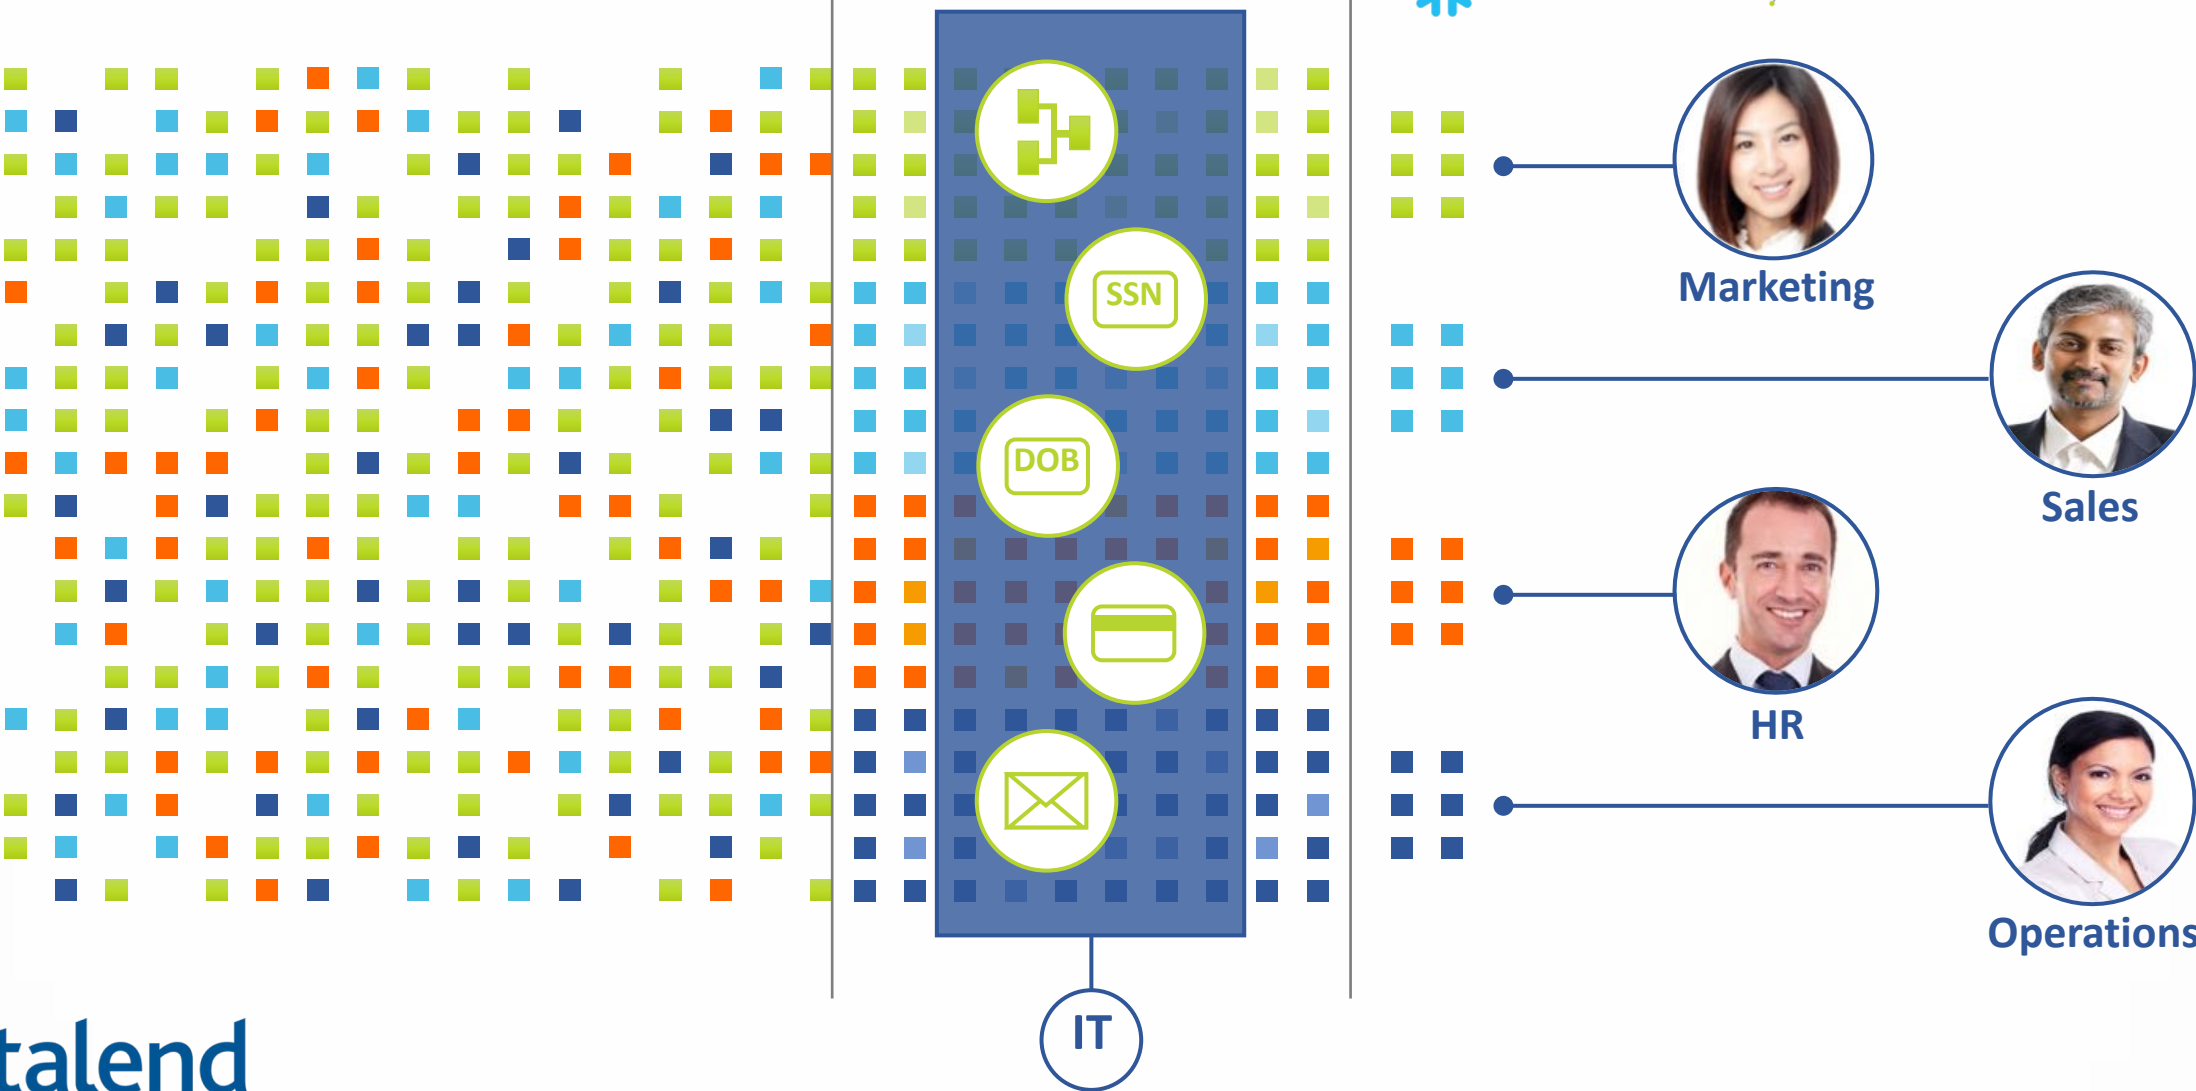 SSN
DOB
Marketing
Sales
HR
Operations
IT
talend